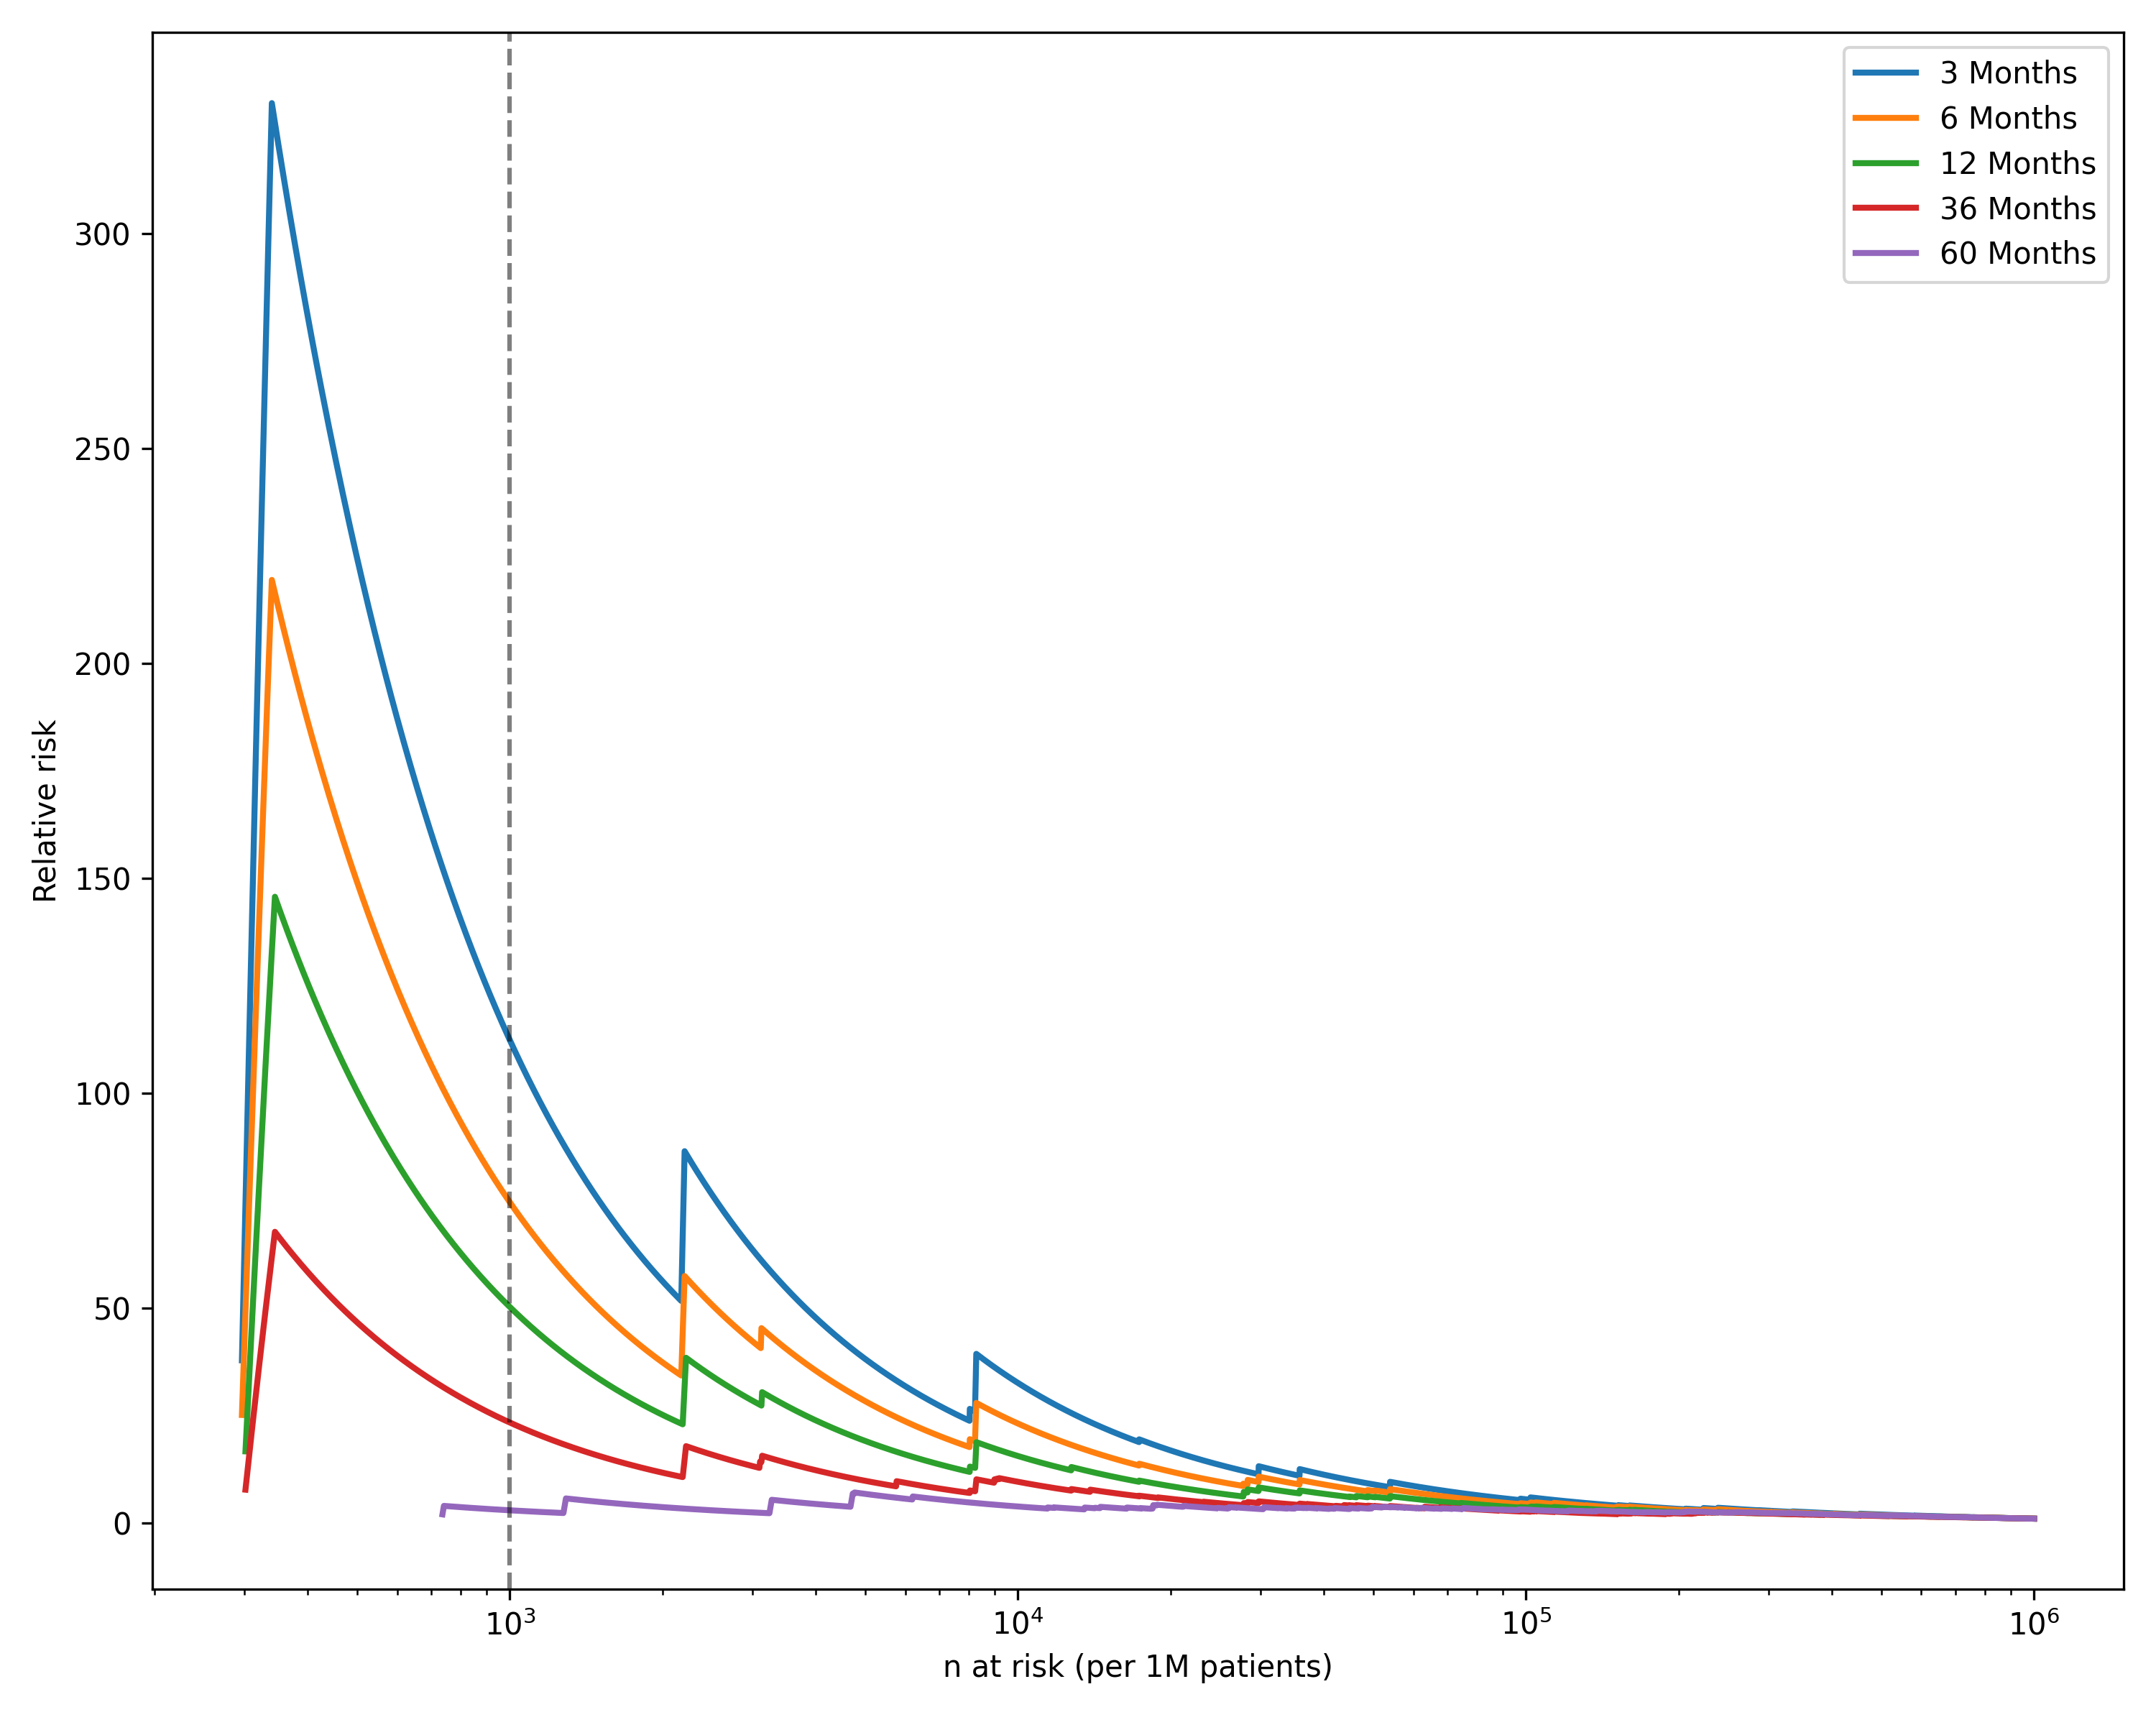 3 Months
6 Months
12 Months
36 Months
60 Months
Relative risk
300
250
200
150
100
50
0
10³
10⁴
10⁵
10⁶
n at risk (per 1M patients)